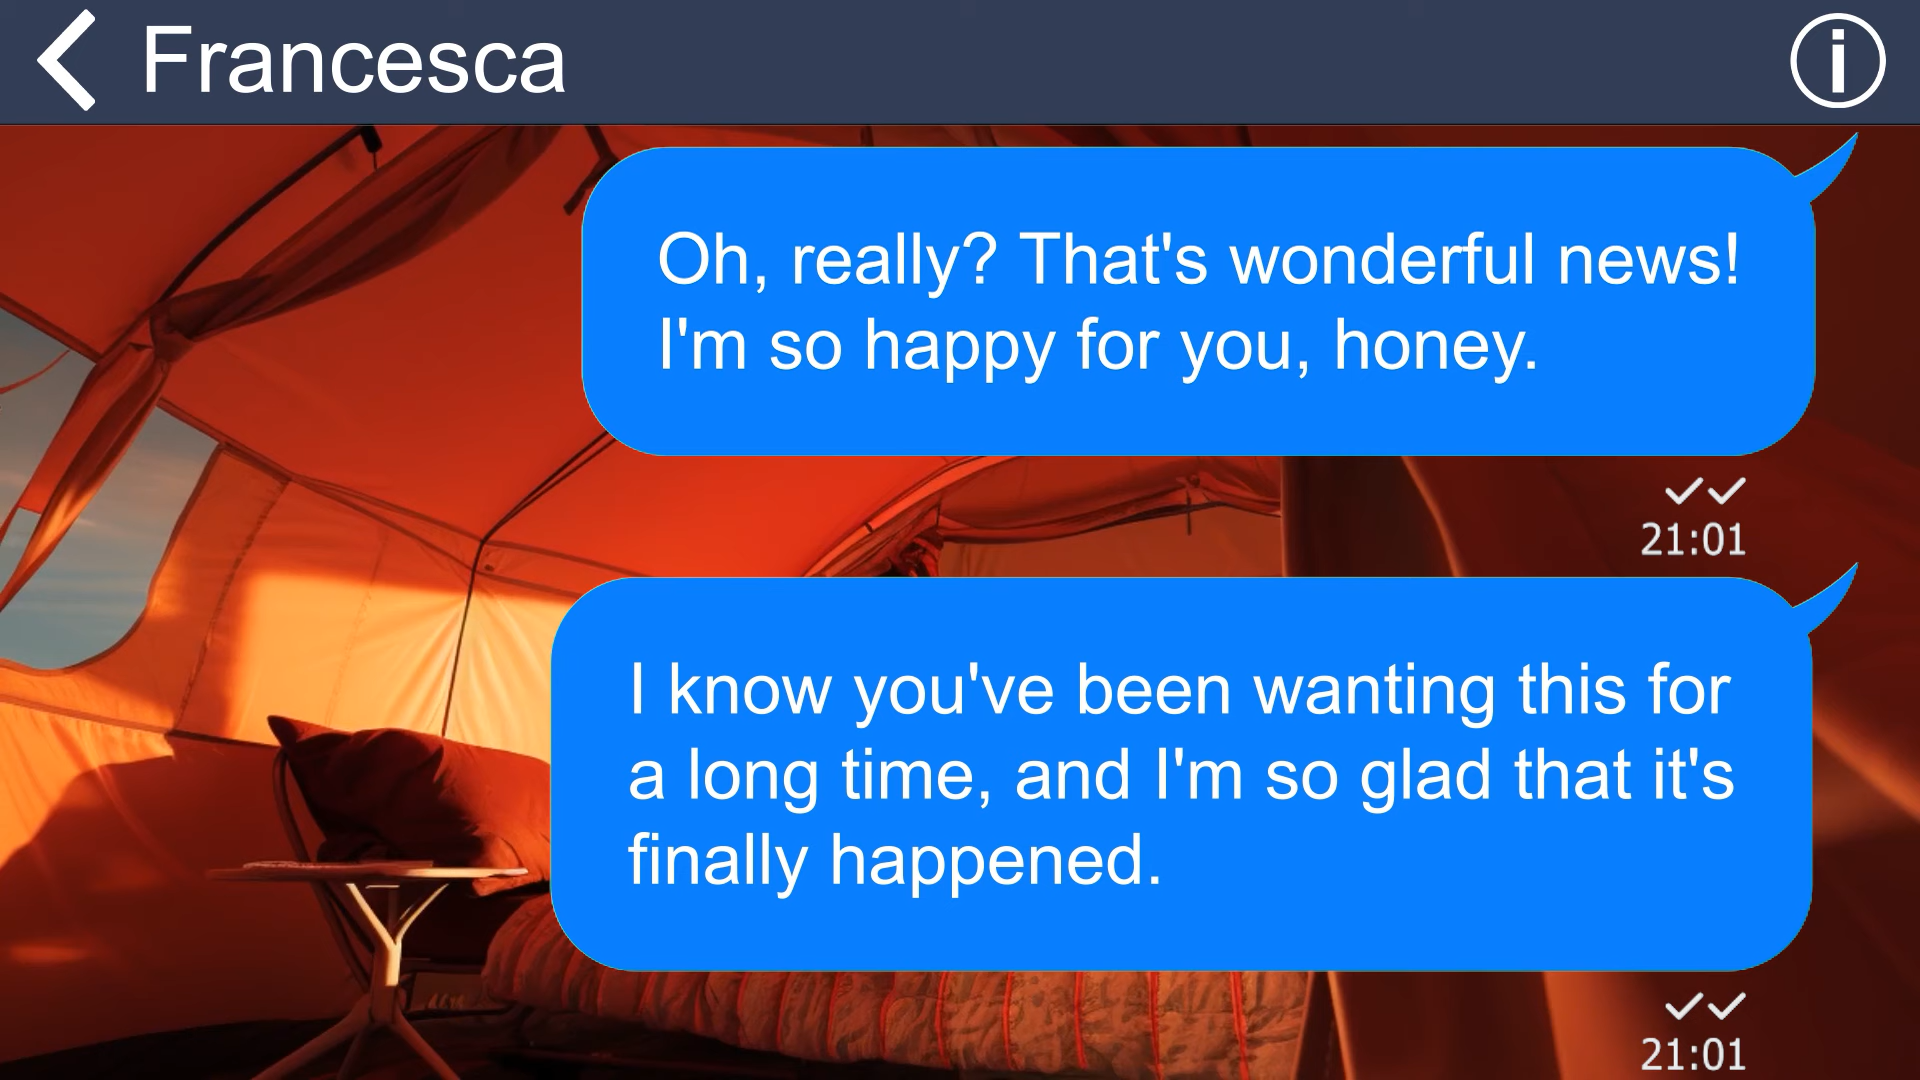 Francesca
Oh, really? That's wonderful news!
I'm so happy for you, honey.
21:01
I know you've been wanting this for
a long time, and I'm so glad that it's
finally happened.
21:01